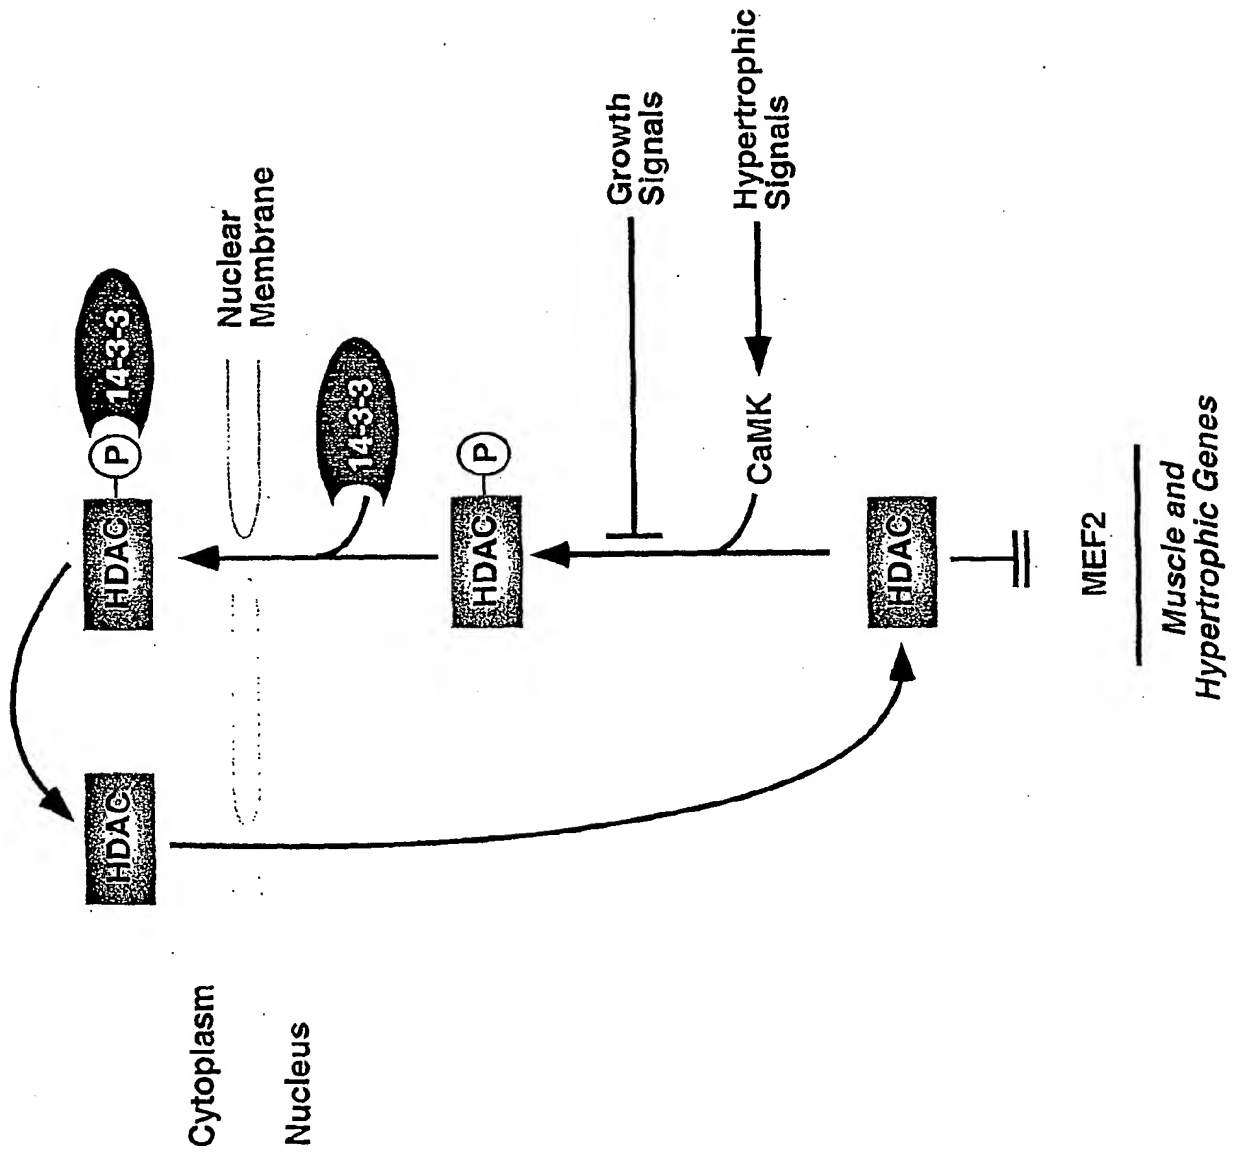 Cytoplasm
Nucleus
HDAC
HDAC
P
14-3-3
Nuclear
Membrane
14-3-3
HDAC
P
Growth
Signals
CaMK
Hypertrophic
Signals
HDAC
MEF2
Muscle and
Hypertrophic Genes